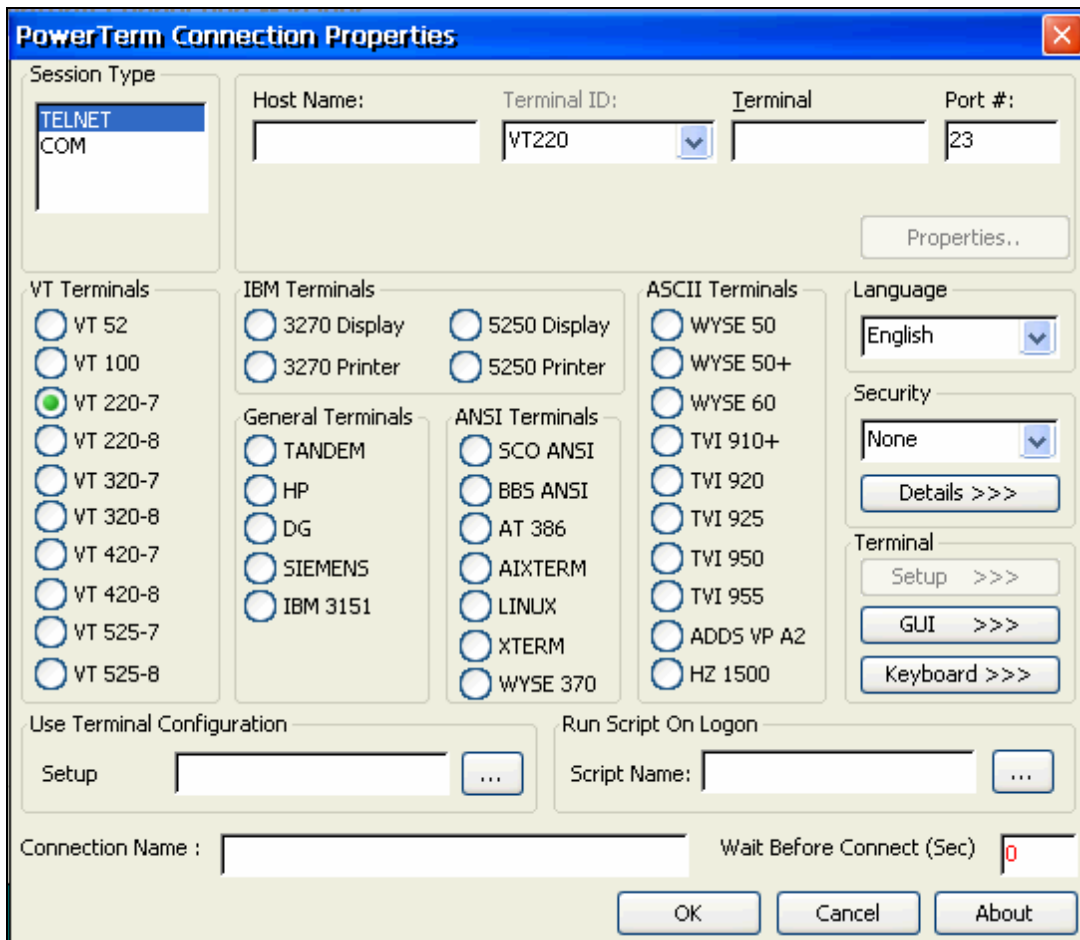 PowerTerm Connection Properties
Session Type
TELNET
COM
Host Name:
Terminal ID:
Terminal
Port #:
VT220
23
Properties..
VT Terminals
VT 52
VT 100
VT 220-7
VT 220-8
VT 320-7
VT 320-8
VT 420-7
VT 420-8
VT 525-7
VT 525-8
IBM Terminals
3270 Display
5250 Display
3270 Printer
5250 Printer
General Terminals
TANDEM
HP
DG
SIEMENS
IBM 3151
ANSI Terminals
SCO ANSI
BBS ANSI
AT 386
AIXTERM
LINUX
XTERM
WYSE 370
ASCII Terminals
WYSE 50
WYSE 50+
WYSE 60
TVI 910+
TVI 920
TVI 925
TVI 950
TVI 955
ADDS VP A2
HZ 1500
Language
English
Security
None
Details >>>
Terminal
Setup >>>
GUI >>>
Keyboard >>>
Use Terminal Configuration
Setup
...
Run Script On Logon
Script Name:
...
Connection Name :
Wait Before Connect (Sec)
0
OK
Cancel
About